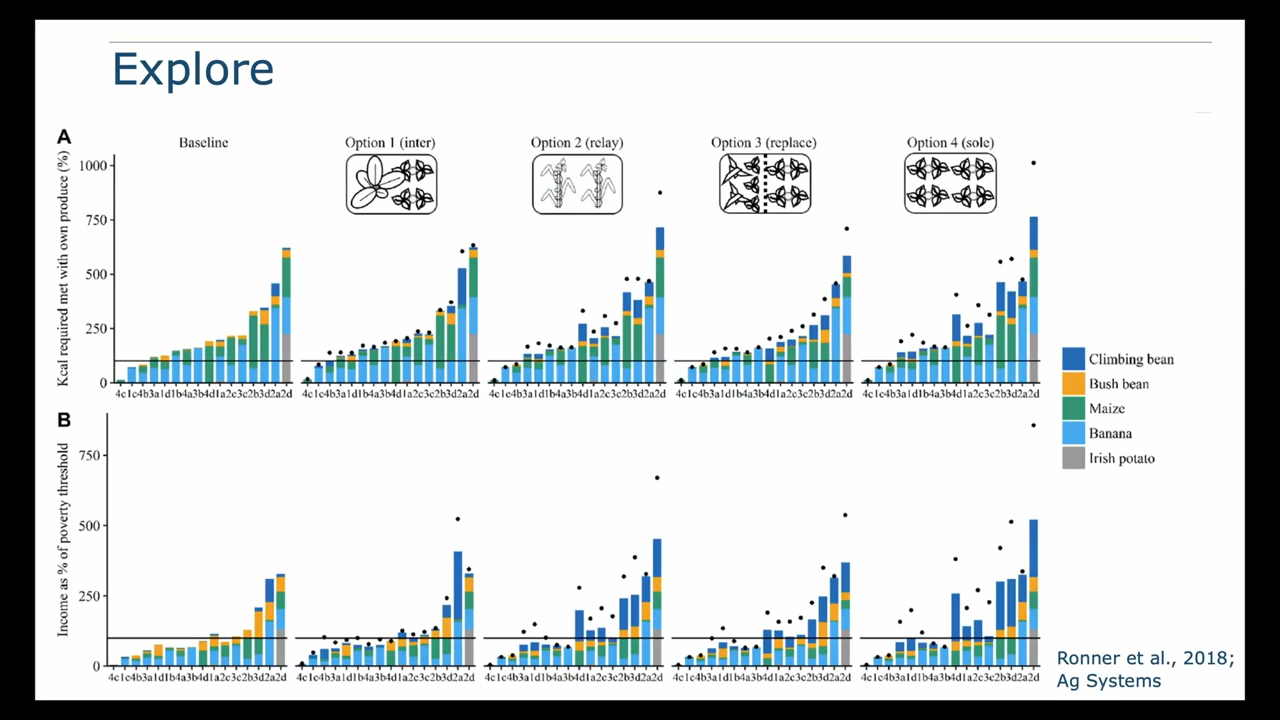 Explore
A
Baseline
Option 1 (inter)
Option 2 (relay)
Option 3 (replace)
Option 4 (sole)
Kcal required met with own produce (%)
1000
750
500
250
0
4c1c4b3a1d1b4a3b4d1a2c3c2b3d2a2d
4c1c4b3a1d1b4a3b4d1a2c3c2b3d2a2d
4c1c4b3a1d1b4a3b4d1a2c3c2b3d2a2d
4c1c4b3a1d1b4a3b4d1a2c3c2b3d2a2d
4c1c4b3a1d1b4a3b4d1a2c3c2b3d2a2d
Climbing bean
Bush bean
Maize
Banana
Irish potato
B
Income as % of poverty threshold
750
500
250
0
4c1c4b3a1d1b4a3b4d1a2c3c2b3d2a2d
4c1c4b3a1d1b4a3b4d1a2c3c2b3d2a2d
4c1c4b3a1d1b4a3b4d1a2c3c2b3d2a2d
4c1c4b3a1d1b4a3b4d1a2c3c2b3d2a2d
4c1c4b3a1d1b4a3b4d1a2c3c2b3d2a2d
Ronner et al., 2018;
Ag Systems